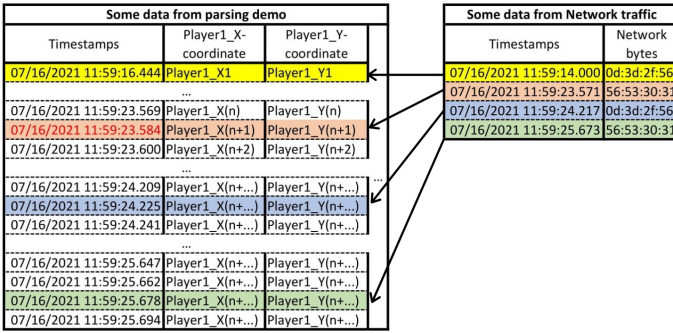 Some data from parsing demo
Timestamps Player1_X-coordinate Player1_Y-coordinate
07/16/2021 11:59:16.444 Player1_X1 Player1_Y1
...
07/16/2021 11:59:23.569 Player1_X(n) Player1_Y(n)
07/16/2021 11:59:23.584 Player1_X(n+1) Player1_Y(n+1)
07/16/2021 11:59:23.600 Player1_X(n+2) Player1_Y(n+2)
...
...
07/16/2021 11:59:24.209 Player1_X(n+...) Player1_Y(n+...)
07/16/2021 11:59:24.225 Player1_X(n+...) Player1_Y(n+...)
07/16/2021 11:59:24.241 Player1_X(n+...) Player1_Y(n+...)
...
07/16/2021 11:59:25.647 Player1_X(n+...) Player1_Y(n+...)
07/16/2021 11:59:25.662 Player1_X(n+...) Player1_Y(n+...)
07/16/2021 11:59:25.678 Player1_X(n+...) Player1_Y(n+...)
07/16/2021 11:59:25.694 Player1_X(n+...) Player1_Y(n+...)
Some data from Network traffic
Timestamps Network bytes
07/16/2021 11:59:14.000 0d:3d:2f:56
07/16/2021 11:59:23.571 56:53:30:31
07/16/2021 11:59:24.217 0d:3d:2f:56
07/16/2021 11:59:25.673 56:53:30:31